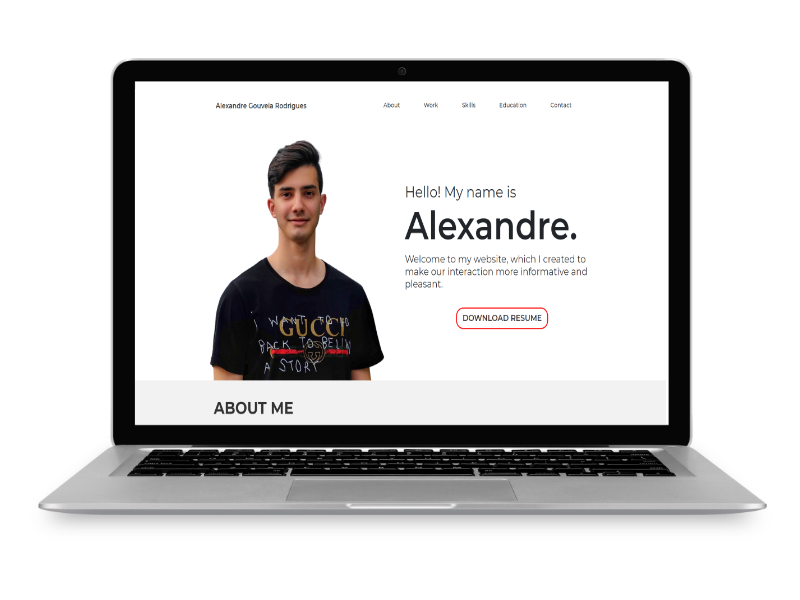 Alexandre Gouveia Rodrigues
About Work Skills Education Contact
Hello! My name is
Alexandre.
Welcome to my website, which I created to
make our interaction more informative and
pleasant.
DOWNLOAD RESUME
I WANT TO GO
GUCCI
BACK TO
A STORY
ABOUT ME